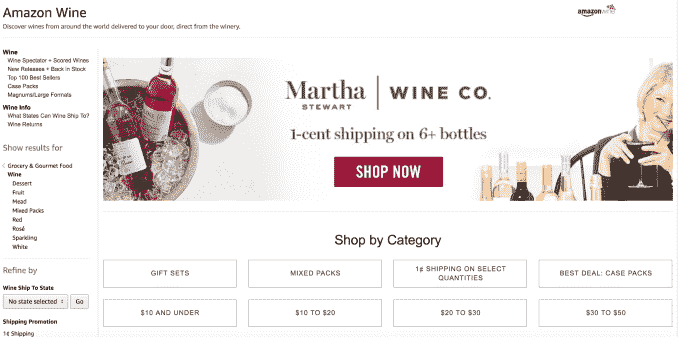 Amazon Wine
Discover wines from around the world delivered to your door, direct from the winery.
amazonwine
Wine
Wine Spectator + Scored Wines
New Releases + Back in Stock
Top 100 Best Sellers
Case Packs
Magnums/Large Formats
Wine Info
What States Can Wine Ship To?
Wine Returns
Show results for
Grocery & Gourmet Food
Wine
Dessert
Fruit
Mead
Mixed Packs
Red
Rosé
Sparkling
White
Refine by
Wine Ship To State
No state selected
Go
Shipping Promotion
1¢ Shipping
Martha
STEWART
WINE CO.
1-cent shipping on 6+ bottles
SHOP NOW
Shop by Category
GIFT SETS
MIXED PACKS
1¢ SHIPPING ON SELECT
QUANTITIES
BEST DEAL: CASE PACKS
$10 AND UNDER
$10 TO $20
$20 TO $30
$30 TO $50